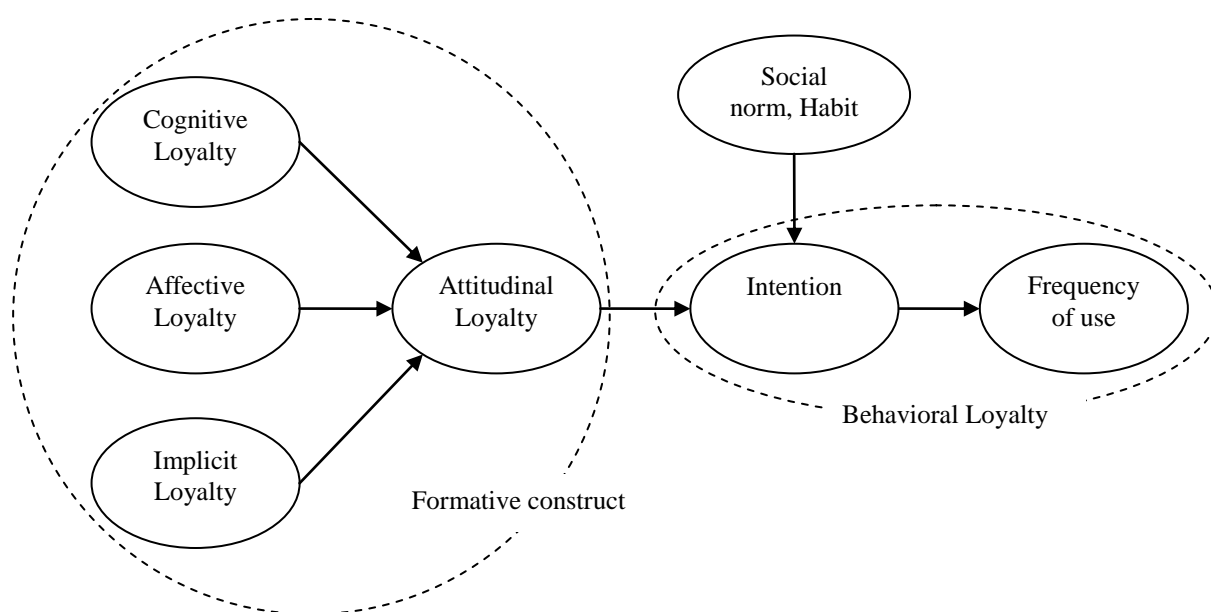 Cognitive
Loyalty
Affective
Loyalty
Implicit
Loyalty
Attitudinal
Loyalty
Formative construct
Social
norm, Habit
Intention
Frequency
of use
Behavioral Loyalty